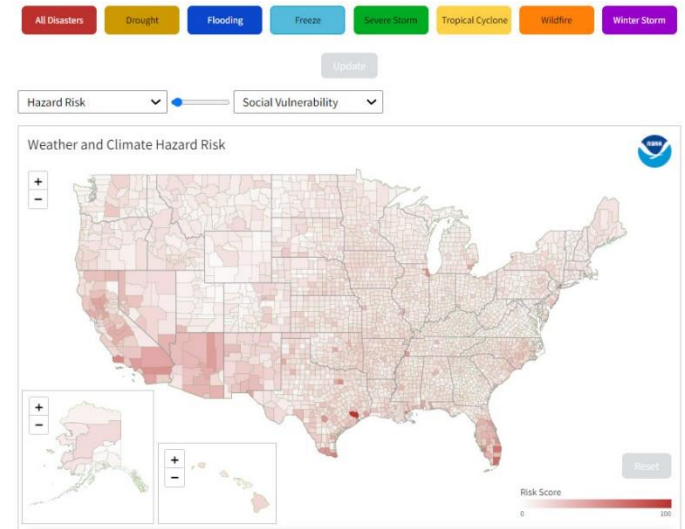 All Disasters
Drought
Flooding
Freeze
Severe Storm
Tropical Cyclone
Wildfire
Winter Storm
Update
Hazard Risk
Social Vulnerability
Weather and Climate Hazard Risk
NOAA
+
−
+
−
+
−
Reset
Risk Score
0
100